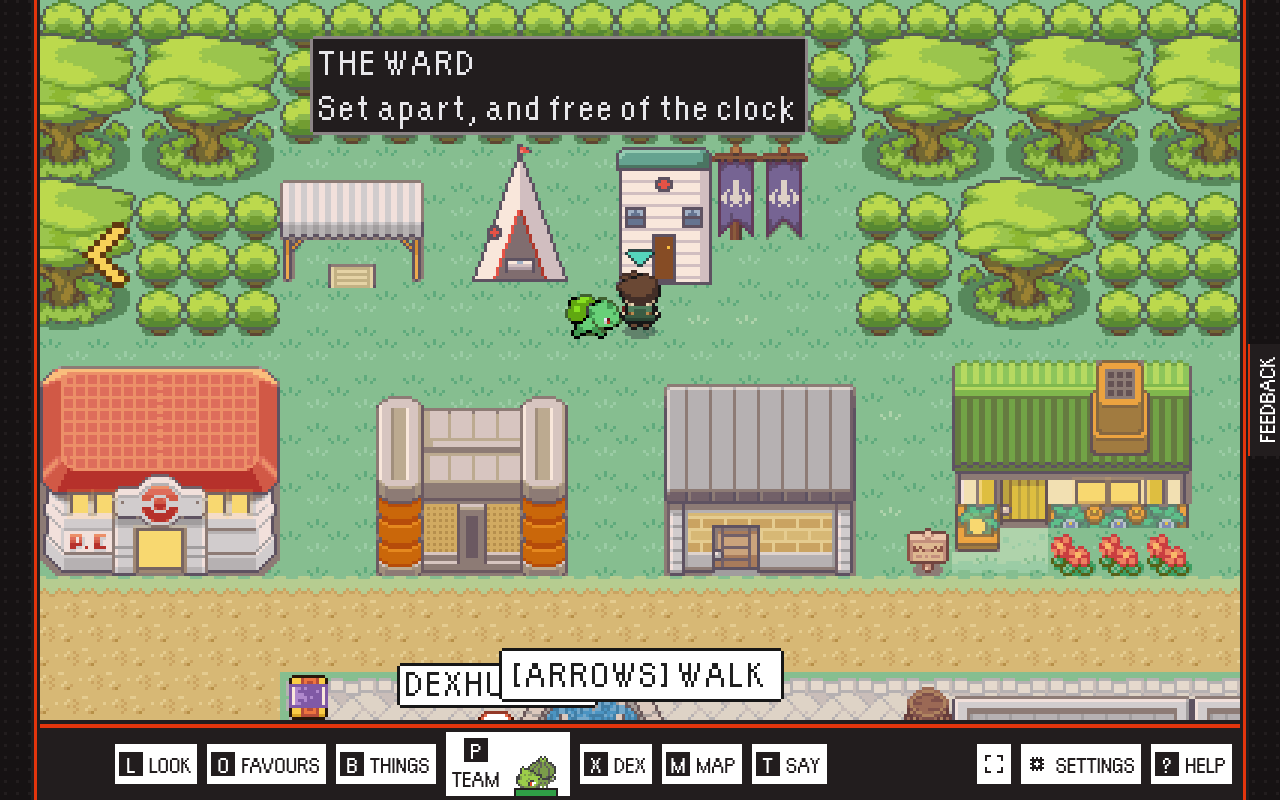 THE WARD
Set apart, and free of the clock
P.C
[ARROWS] WALK
L LOOK
O FAVOURS
B THINGS
P TEAM
X DEX
M MAP
T SAY
SETTINGS
? HELP
FEEDBACK